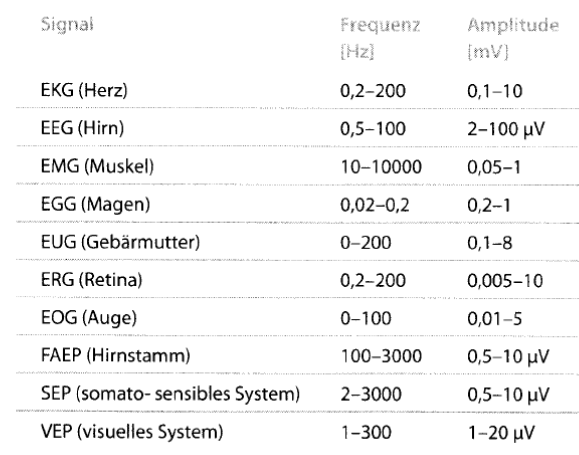 Signal Frequenz Amplitude
[Hz] [mV]
EKG (Herz) 0,2–200 0,1–10
EEG (Hirn) 0,5–100 2–100 µV
EMG (Muskel) 10–10000 0,05–1
EGG (Magen) 0,02–0,2 0,2–1
EUG (Gebärmutter) 0–200 0,1–8
ERG (Retina) 0,2–200 0,005–10
EOG (Auge) 0–100 0,01–5
FAEP (Hirnstamm) 100–3000 0,5–10 µV
SEP (somato- sensibles System) 2–3000 0,5–10 µV
VEP (visuelles System) 1–300 1–20 µV